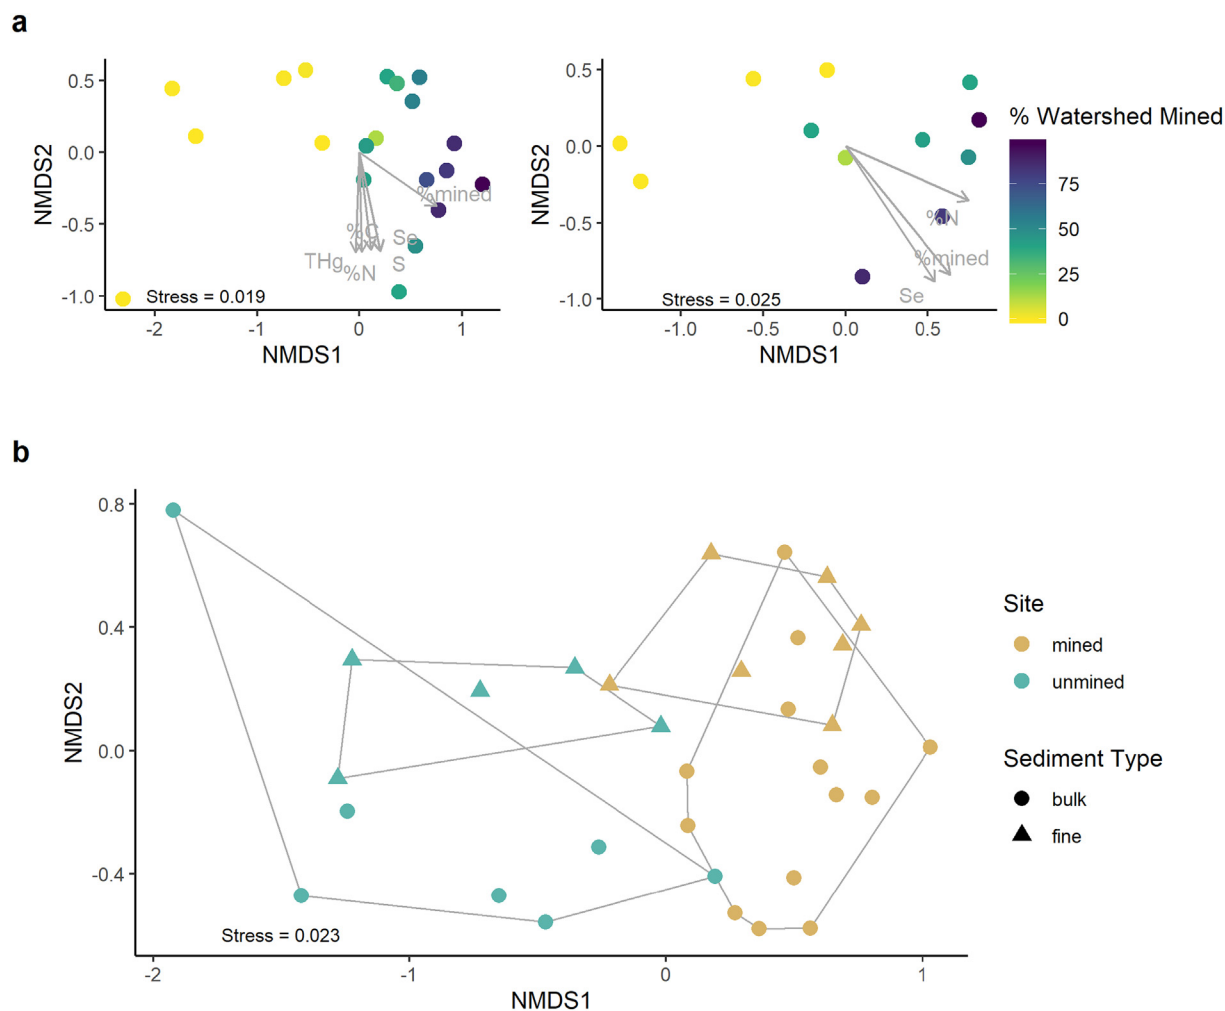 a
0.5
0.0
-0.5
-1.0
NMDS2
%mined
%C
Se
THg
%N
S
Stress = 0.019
-2
-1
0
1
NMDS1
0.5
0.0
-0.5
-1.0
NMDS2
%N
%mined
Se
Stress = 0.025
-1.0
-0.5
0.0
0.5
NMDS1
% Watershed Mined
75
50
25
0
b
0.8
0.4
0.0
-0.4
NMDS2
Stress = 0.023
-2
-1
0
1
NMDS1
Site
mined
unmined
Sediment Type
bulk
fine